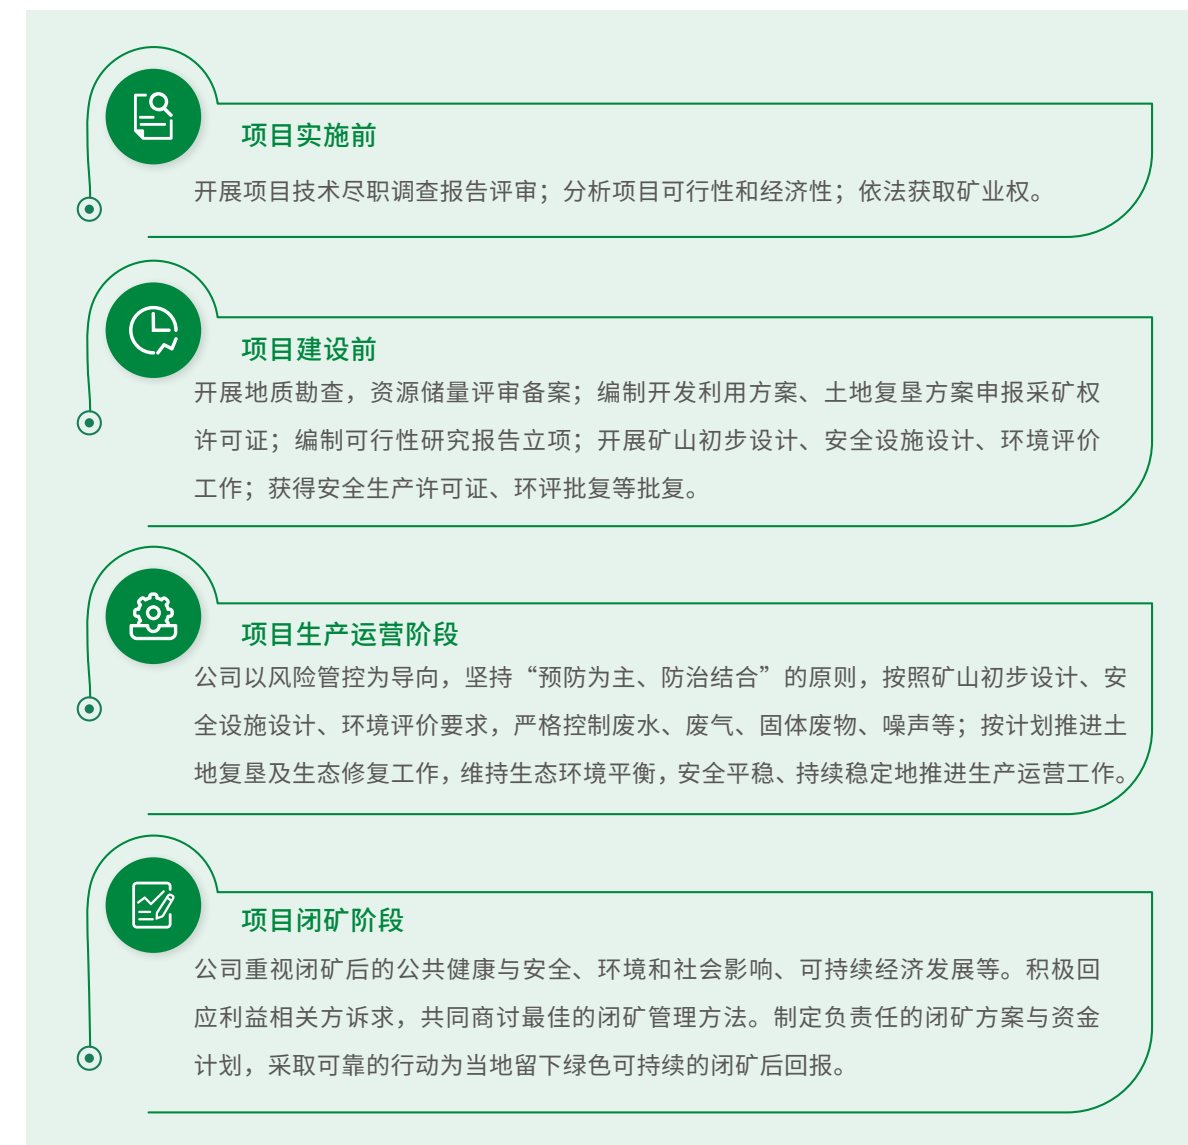 项目实施前
开展项目技术尽职调查报告评审；分析项目可行性和经济性；依法获取矿业权。
项目建设前
开展地质勘查，资源储量评审备案；编制开发利用方案、土地复垦方案申报采矿权
许可证；编制可行性研究报告立项；开展矿山初步设计、安全设施设计、环境评价
工作；获得安全生产许可证、环评批复等批复。
项目生产运营阶段
公司以风险管控为导向，坚持“预防为主、防治结合”的原则，按照矿山初步设计、安
全设施设计、环境评价要求，严格控制废水、废气、固体废物、噪声等；按计划推进土
地复垦及生态修复工作，维持生态环境平衡，安全平稳、持续稳定地推进生产运营工作。
项目闭矿阶段
公司重视闭矿后的公共健康与安全、环境和社会影响、可持续经济发展等。积极回
应利益相关方诉求，共同商讨最佳的闭矿管理方法。制定负责任的闭矿方案与资金
计划，采取可靠的行动为当地留下绿色可持续的闭矿后回报。